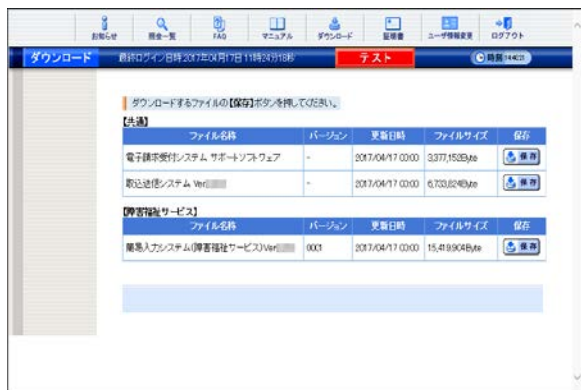 お知らせ 照会一覧 FAQ マニュアル ダウンロード 証明書 ユーザ情報変更 ログアウト
ダウンロード 最終ログイン日時 2017年04月17日 11時24分18秒 テスト 時刻 14:40:21
ダウンロードするファイルの【保存】ボタンを押してください。
【共通】
ファイル名称 バージョン 更新日時 ファイルサイズ 保存
電子請求受付システム サポートソフトウェア - 2017/04/17 00:00 3,377,152Byte 保存
取込送信システム Ver - 2017/04/17 00:00 6,733,824Byte 保存
【障害福祉サービス】
ファイル名称 バージョン 更新日時 ファイルサイズ 保存
簡易入力システム(障害福祉サービス)Ver 0001 2017/04/17 00:00 15,419,904Byte 保存